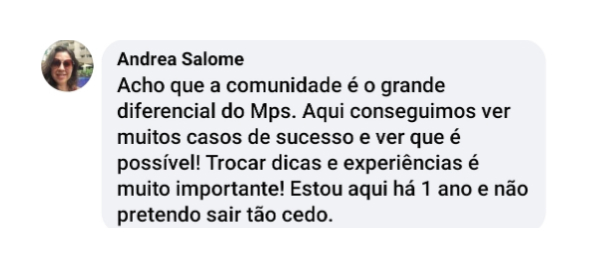 Andrea Salome
Acho que a comunidade é o grande
diferencial do Mps. Aqui conseguimos ver
muitos casos de sucesso e ver que é
possível! Trocar dicas e experiências é
muito importante! Estou aqui há 1 ano e não
pretendo sair tão cedo.